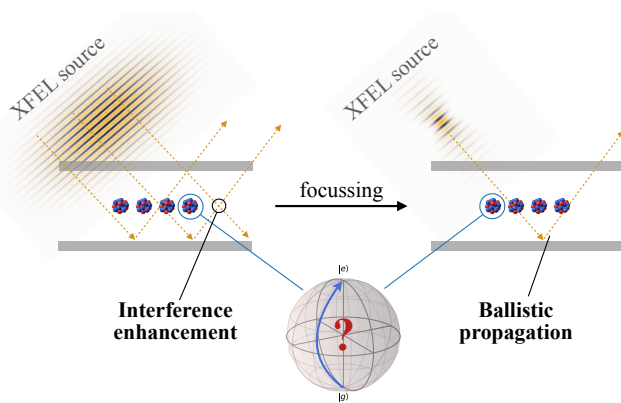 XFEL source
XFEL source
focussing
Interference
enhancement
Ballistic
propagation
|e⟩
?
|g⟩